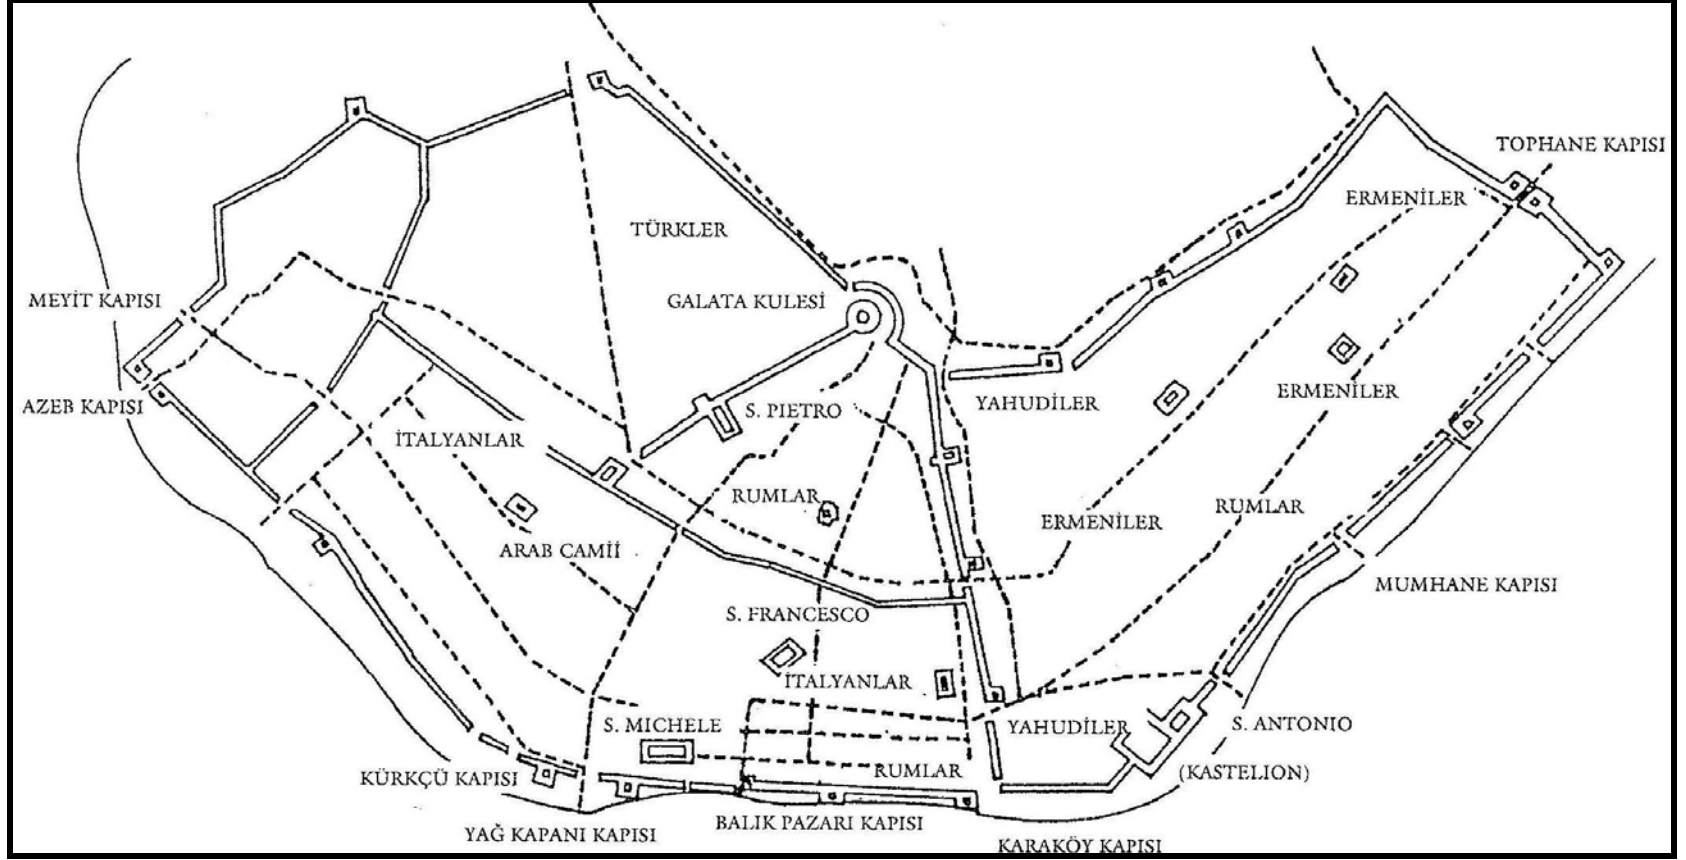 TOPHANE KAPISI
ERMENİLER
TÜRKLER
MEYİT KAPISI
GALATA KULESİ
ERMENİLER
AZEB KAPISI
YAHUDİLER
S. PIETRO
İTALYANLAR
RUMLAR
RUMLAR
ERMENİLER
ARAB CAMİİ
MUMHANE KAPISI
S. FRANCESCO
İTALYANLAR
S. MICHELE
YAHUDİLER
S. ANTONIO
RUMLAR
(KASTELION)
KÜRKÇÜ KAPISI
BALIK PAZARI KAPISI
YAĞ KAPANI KAPISI
KARAKÖY KAPISI